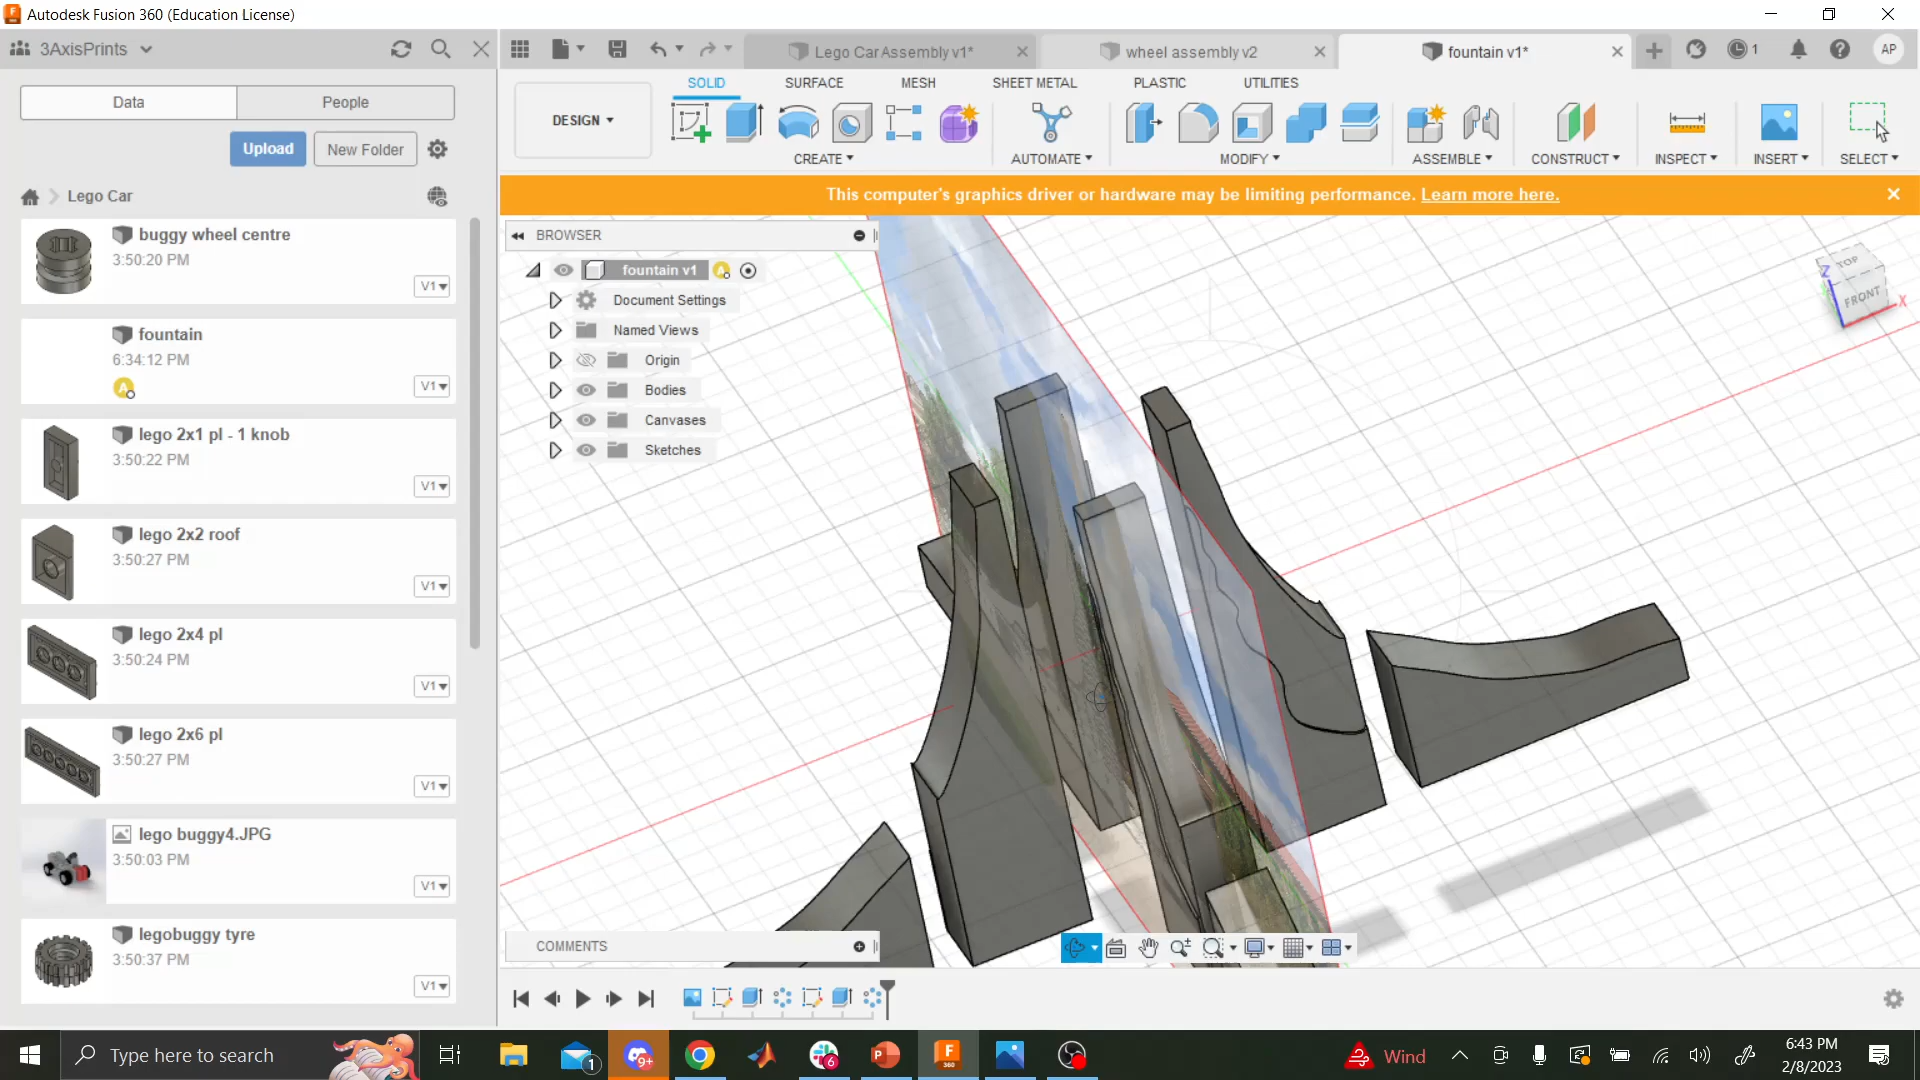 Autodesk Fusion 360 (Education License)
3AxisPrints
Lego Car Assembly v1*
wheel assembly v2
fountain v1*
1
AP
Data
People
SOLID
SURFACE
MESH
SHEET METAL
PLASTIC
UTILITIES
DESIGN
Upload
New Folder
CREATE
AUTOMATE
MODIFY
ASSEMBLE
CONSTRUCT
INSPECT
INSERT
SELECT
Lego Car
This computer's graphics driver or hardware may be limiting performance. Learn more here.
BROWSER
fountain v1
Document Settings
Named Views
Origin
Bodies
Canvases
Sketches
TOP
FRONT
Z
X
buggy wheel centre
3:50:20 PM
V1
fountain
6:34:12 PM
V1
lego 2x1 pl - 1 knob
3:50:22 PM
V1
lego 2x2 roof
3:50:27 PM
V1
lego 2x4 pl
3:50:24 PM
V1
lego 2x6 pl
3:50:27 PM
V1
lego buggy4.JPG
3:50:03 PM
V1
legobuggy tyre
3:50:37 PM
V1
COMMENTS
Type here to search
1
9+
6
F
360
Wind
6:43 PM
2/8/2023